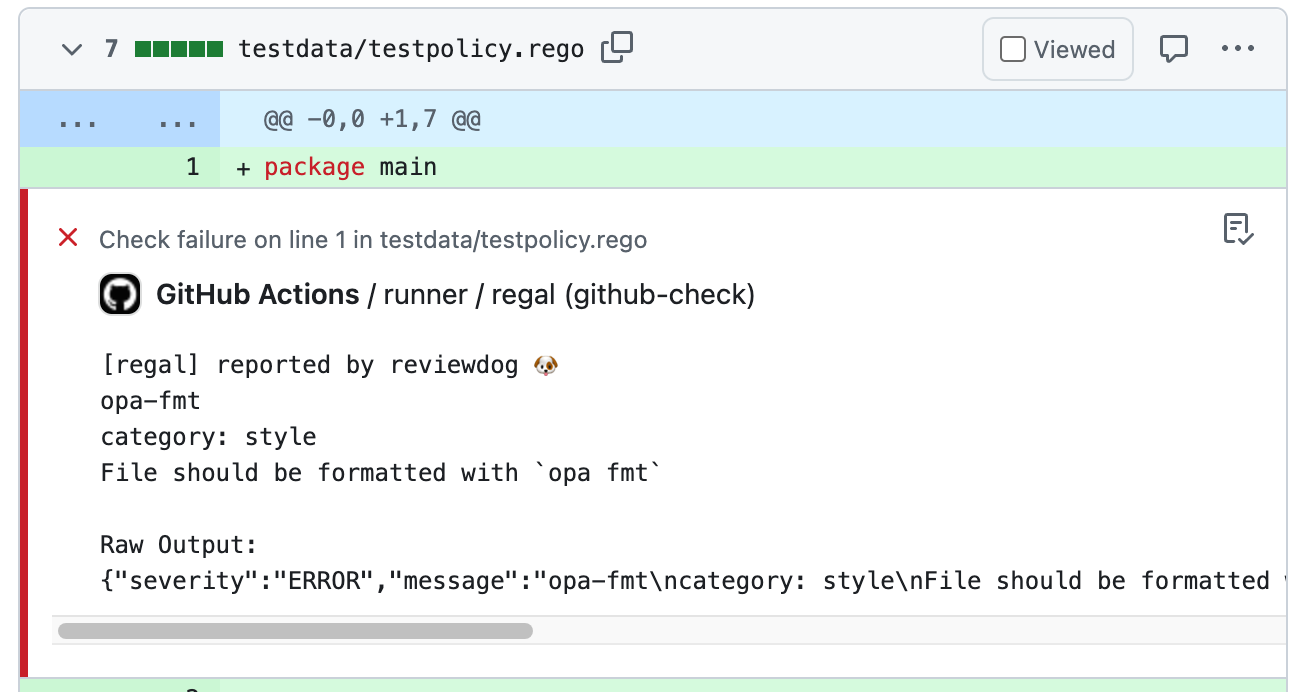 7 testdata/testpolicy.rego Viewed ...
... ... @@ -0,0 +1,7 @@
1 + package main
Check failure on line 1 in testdata/testpolicy.rego
GitHub Actions / runner / regal (github-check)
[regal] reported by reviewdog 🐶
opa-fmt
category: style
File should be formatted with `opa fmt`
Raw Output:
{"severity":"ERROR","message":"opa-fmt\ncategory: style\nFile should be formatted